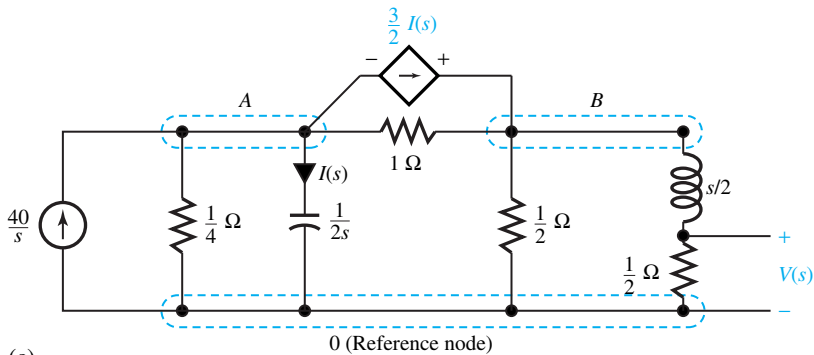 3/2 I(s)
− +
A
B
1 Ω
I(s)
s/2
40/s
1/4 Ω
1/2s
1/2 Ω
+
1/2 Ω
V(s)
−
0 (Reference node)